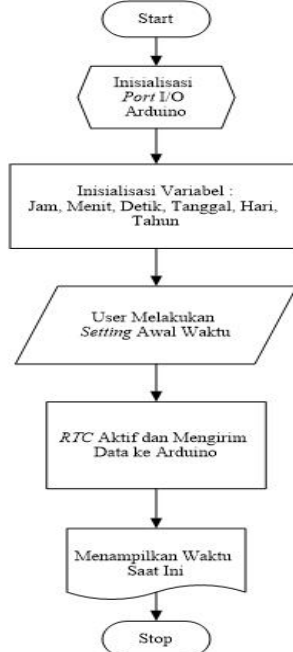 Start
Inisialisasi
Port I/O
Arduino
Inisialisasi Variabel :
Jam, Menit, Detik, Tanggal, Hari,
Tahun
User Melakukan
Setting Awal Waktu
RTC Aktif dan Mengirim
Data ke Arduino
Menampilkan Waktu
Saat Ini
Stop